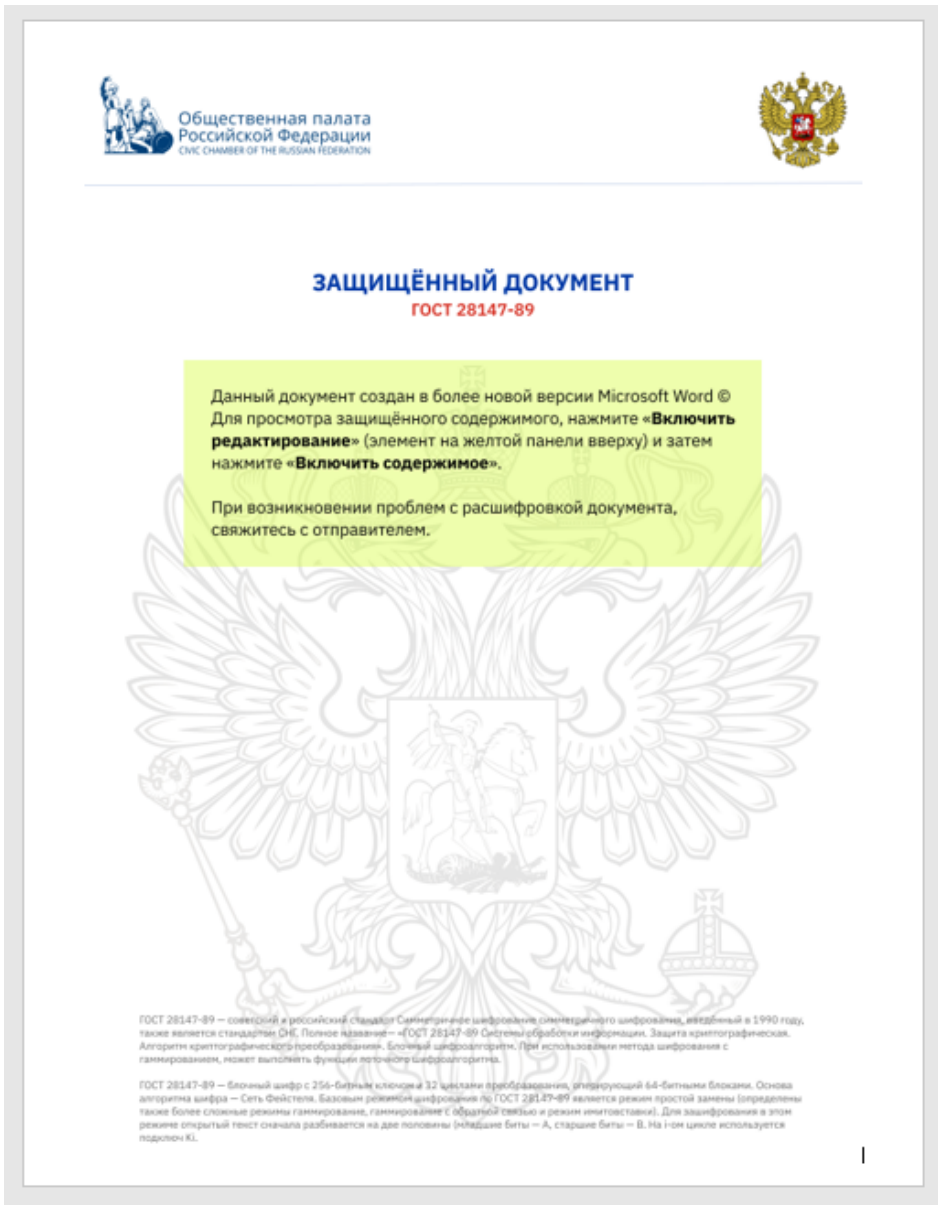 Общественная палата
Российской Федерации
CIVIC CHAMBER OF THE RUSSIAN FEDERATION
ЗАЩИЩЁННЫЙ ДОКУМЕНТ
ГОСТ 28147-89
Данный документ создан в более новой версии Microsoft Word ©
Для просмотра защищённого содержимого, нажмите «Включить
редактирование» (элемент на желтой панели вверху) и затем
нажмите «Включить содержимое».
При возникновении проблем с расшифровкой документа,
свяжитесь с отправителем.
ГОСТ 28147-89 — советский и российский стандарт Симметричное шифрование симметричного шифрования, введённый в 1990 году,
также является стандартом СНГ. Полное название — «ГОСТ 28147-89 Системы обработки информации. Защита криптографическая.
Алгоритм криптографического преобразования». Блочный шифроалгоритм. При использовании метода шифрования с
гаммированием, может выполнять функции поточного шифроалгоритма.
ГОСТ 28147-89 — блочный шифр с 256-битным ключом и 32 циклами преобразования, оперирующий 64-битными блоками. Основа
алгоритма шифра — Сеть Фейстеля. Базовым режимом шифрования по ГОСТ 28147-89 является режим простой замены (определены
также более сложные режимы гаммирование, гаммирование с обратной связью и режим имитовставки). Для зашифрования в этом
режиме открытый текст сначала разбивается на две половины (младшие биты — A, старшие биты — B. На i-ом цикле используется
подключ Ki.